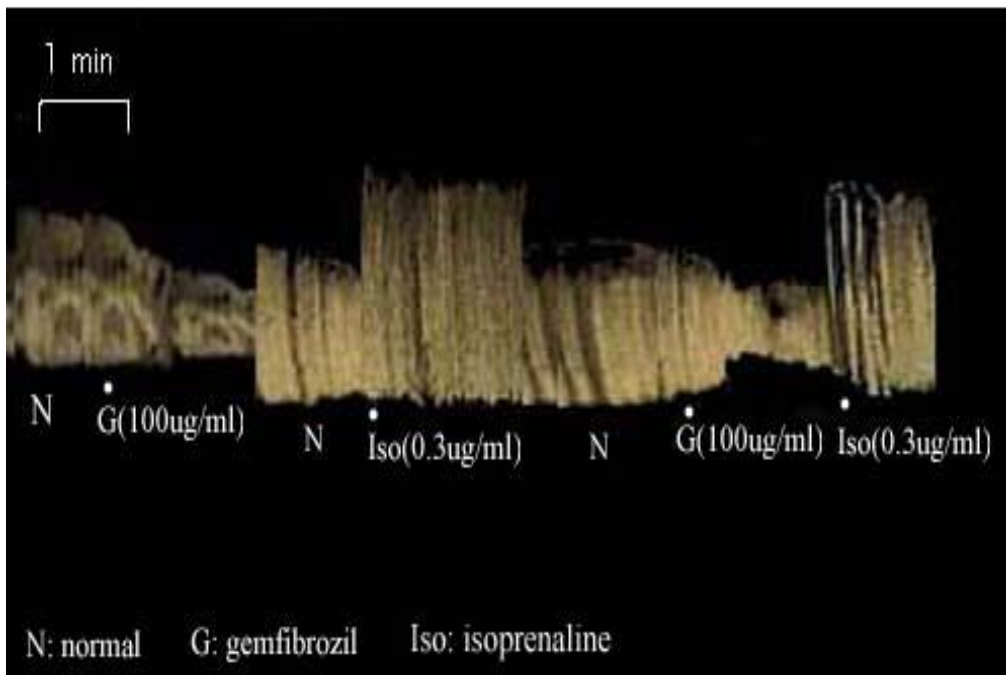 1 min
N G(100ug/ml) N Iso(0.3ug/ml) N G(100ug/ml) Iso(0.3ug/ml)
N: normal G: gemfibrozil Iso: isoprenaline